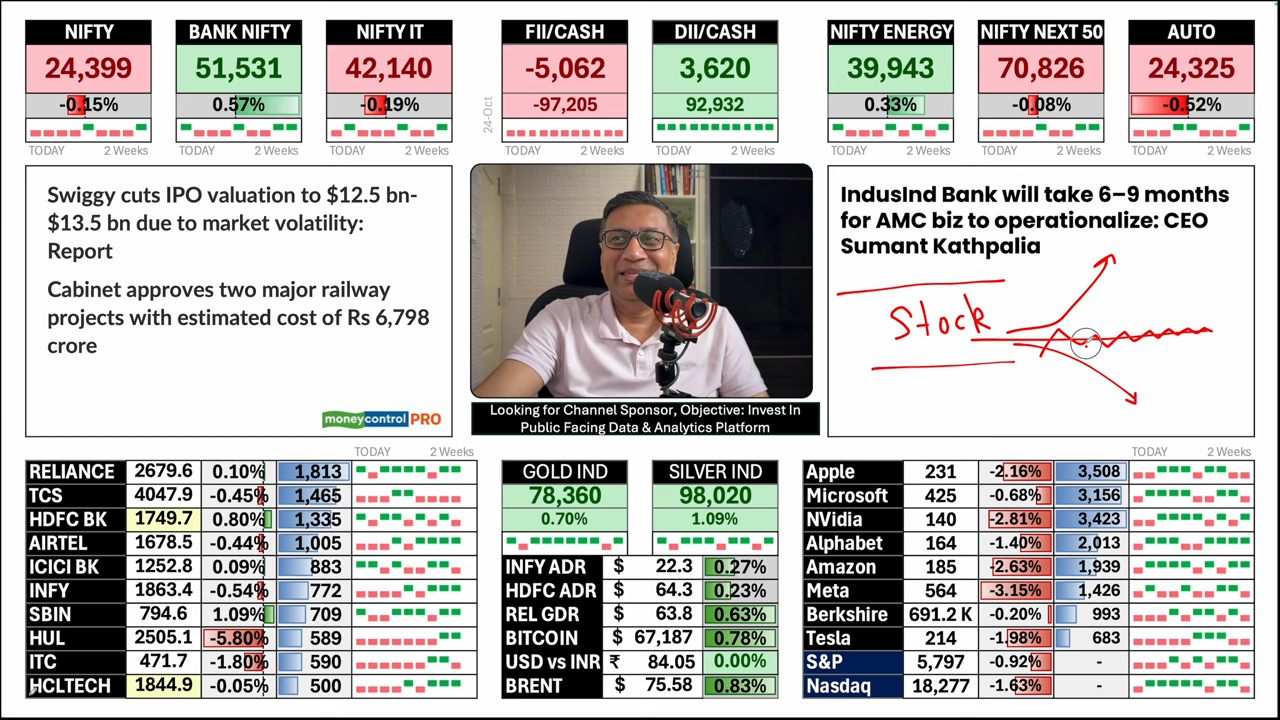 NIFTY
24,399
-0.15%
TODAY 2 Weeks
BANK NIFTY
51,531
0.57%
TODAY 2 Weeks
NIFTY IT
42,140
-0.19%
TODAY 2 Weeks
24-Oct
FII/CASH
-5,062
-97,205
DII/CASH
3,620
92,932
NIFTY ENERGY
39,943
0.33%
TODAY 2 Weeks
NIFTY NEXT 50
70,826
-0.08%
TODAY 2 Weeks
AUTO
24,325
-0.52%
TODAY 2 Weeks
Swiggy cuts IPO valuation to $12.5 bn-
$13.5 bn due to market volatility:
Report
Cabinet approves two major railway
projects with estimated cost of Rs 6,798
crore
moneycontrol PRO
Looking for Channel Sponsor, Objective: Invest In
Public Facing Data & Analytics Platform
IndusInd Bank will take 6–9 months
for AMC biz to operationalize: CEO
Sumant Kathpalia
Stock
TODAY 2 Weeks
RELIANCE 2679.6 0.10% 1,813
TCS 4047.9 -0.45% 1,465
HDFC BK 1749.7 0.80% 1,335
AIRTEL 1678.5 -0.44% 1,005
ICICI BK 1252.8 0.09% 883
INFY 1863.4 -0.54% 772
SBIN 794.6 1.09% 709
HUL 2505.1 -5.80% 589
ITC 471.7 -1.80% 590
HCLTECH 1844.9 -0.05% 500
GOLD IND
78,360
0.70%
SILVER IND
98,020
1.09%
INFY ADR $ 22.3 0.27%
HDFC ADR $ 64.3 0.23%
REL GDR $ 63.8 0.63%
BITCOIN $ 67,187 0.78%
USD vs INR ₹ 84.05 0.00%
BRENT $ 75.58 0.83%
TODAY 2 Weeks
Apple 231 -2.16% 3,508
Microsoft 425 -0.68% 3,156
NVidia 140 -2.81% 3,423
Alphabet 164 -1.40% 2,013
Amazon 185 -2.63% 1,939
Meta 564 -3.15% 1,426
Berkshire 691.2 K -0.20% 993
Tesla 214 -1.98% 683
S&P 5,797 -0.92% -
Nasdaq 18,277 -1.63% -